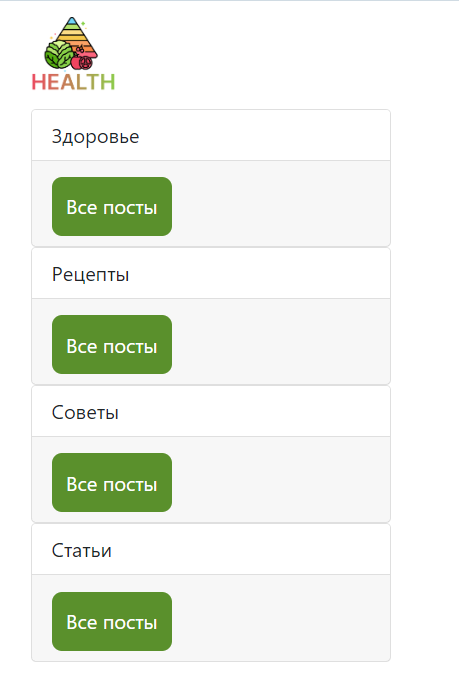 HEALTH
Здоровье
Все посты
Рецепты
Все посты
Советы
Все посты
Статьи
Все посты